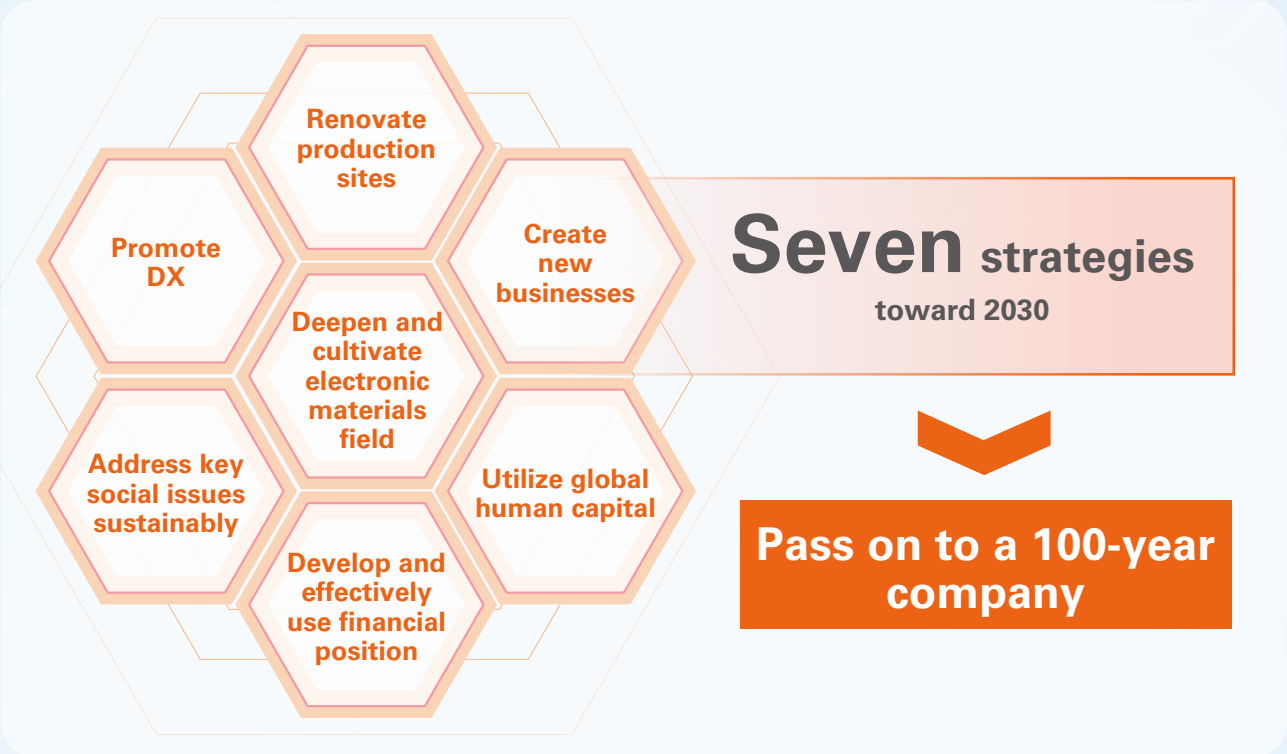 Renovate
production
sites
Promote
DX
Create
new
businesses
Deepen and
cultivate
electronic
materials
field
Address key
social issues
sustainably
Utilize global
human capital
Develop and
effectively
use financial
position
Seven strategies
toward 2030
Pass on to a 100-year
company